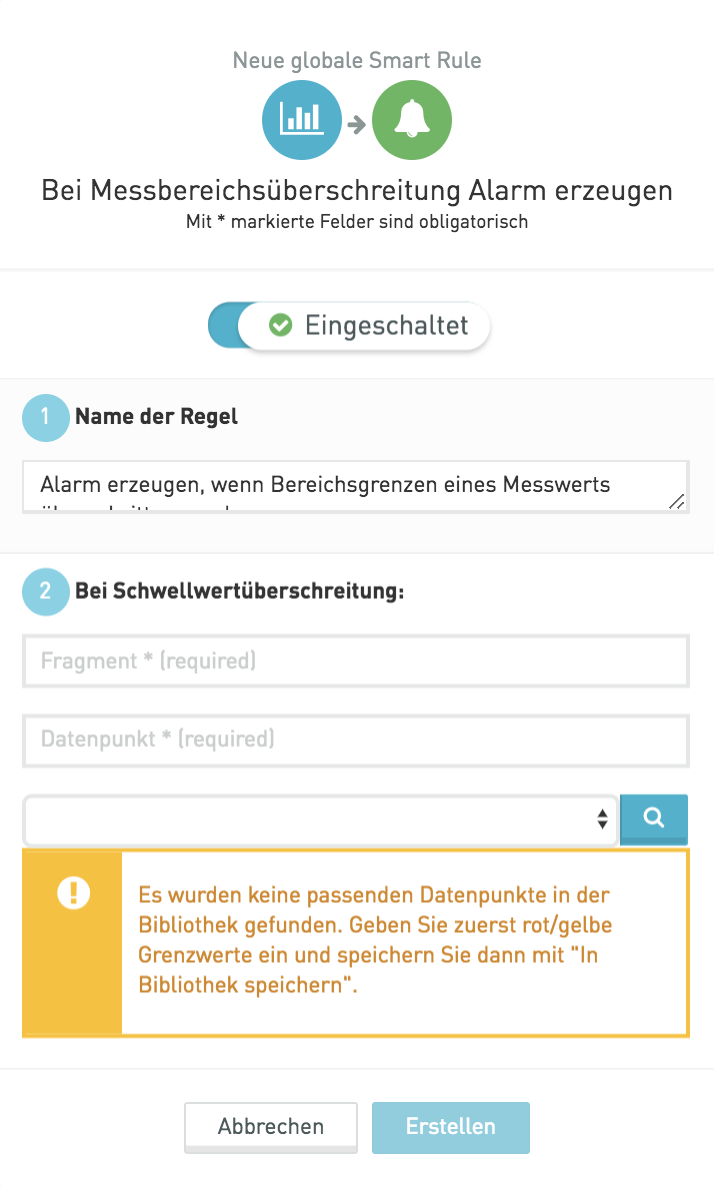 Neue globale Smart Rule
Bei Messbereichsüberschreitung Alarm erzeugen
Mit * markierte Felder sind obligatorisch
Eingeschaltet
1 Name der Regel
Alarm erzeugen, wenn Bereichsgrenzen eines Messwerts
2 Bei Schwellwertüberschreitung:
Fragment * (required)
Datenpunkt * (required)
Es wurden keine passenden Datenpunkte in der
Bibliothek gefunden. Geben Sie zuerst rot/gelbe
Grenzwerte ein und speichern Sie dann mit "In
Bibliothek speichern".
Abbrechen
Erstellen